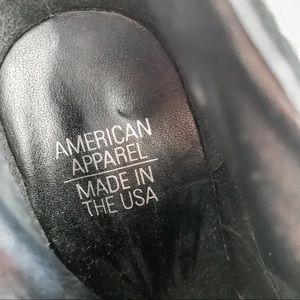 AMERICAN
APPAREL
MADE IN
THE USA